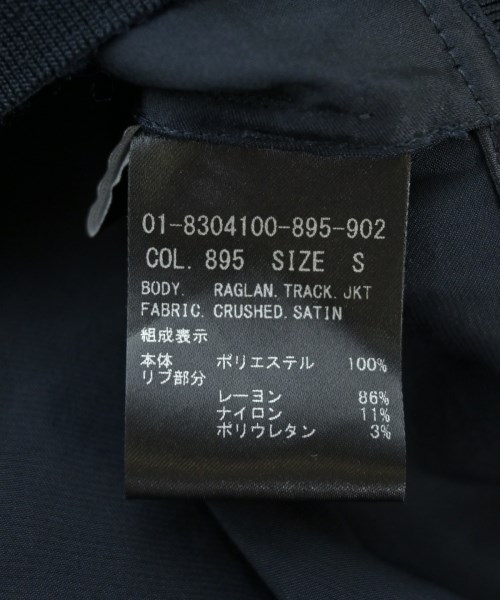 01-8304100-895-902
COL. 895 SIZE S
BODY. RAGLAN. TRACK. JKT
FABRIC. CRUSHED. SATIN
組成表示
本体 ポリエステル 100%
リブ部分
レーヨン 86%
ナイロン 11%
ポリウレタン 3%